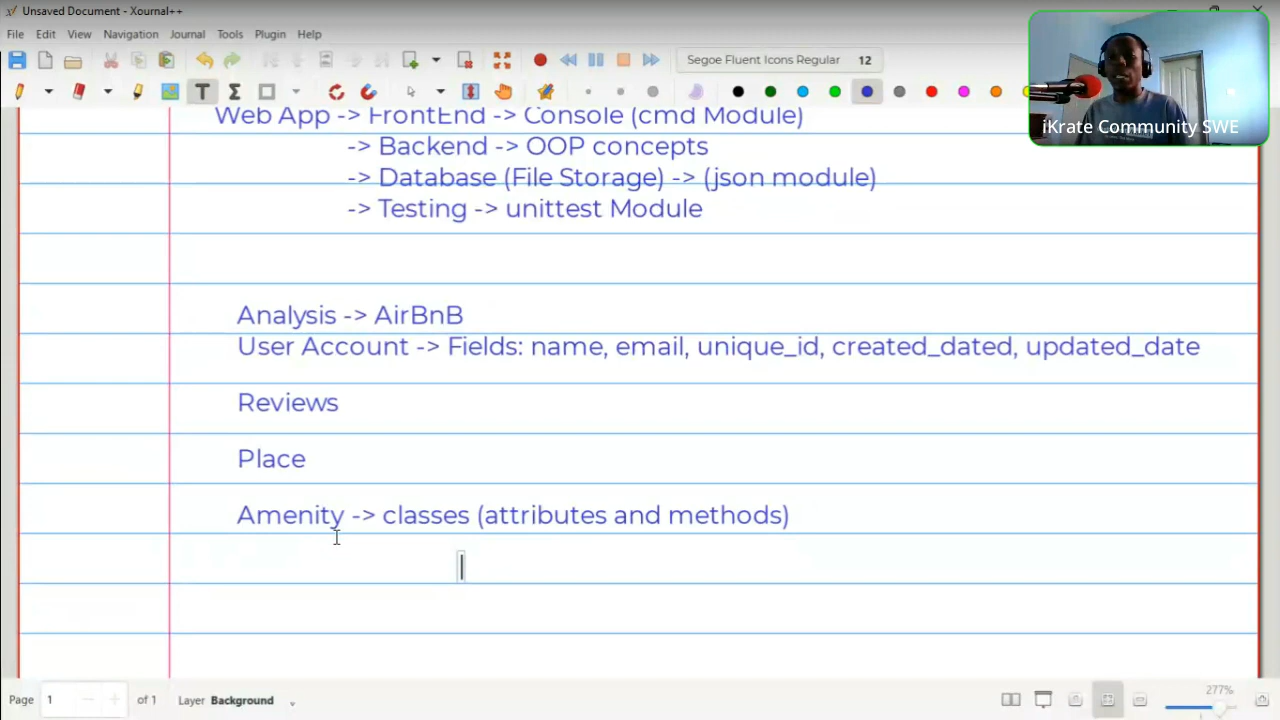 Unsaved Document - Xournal++
File Edit View Navigation Journal Tools Plugin Help
Segoe Fluent Icons Regular 12
iKrate Community SWE
Web App -> FrontEnd -> Console (cmd Module)
-> Backend -> OOP concepts
-> Database (File Storage) -> (json module)
-> Testing -> unittest Module
Analysis -> AirBnB
User Account -> Fields: name, email, unique_id, created_dated, updated_date
Reviews
Place
Amenity -> classes (attributes and methods)
Page 1 of 1 Layer Background 277%